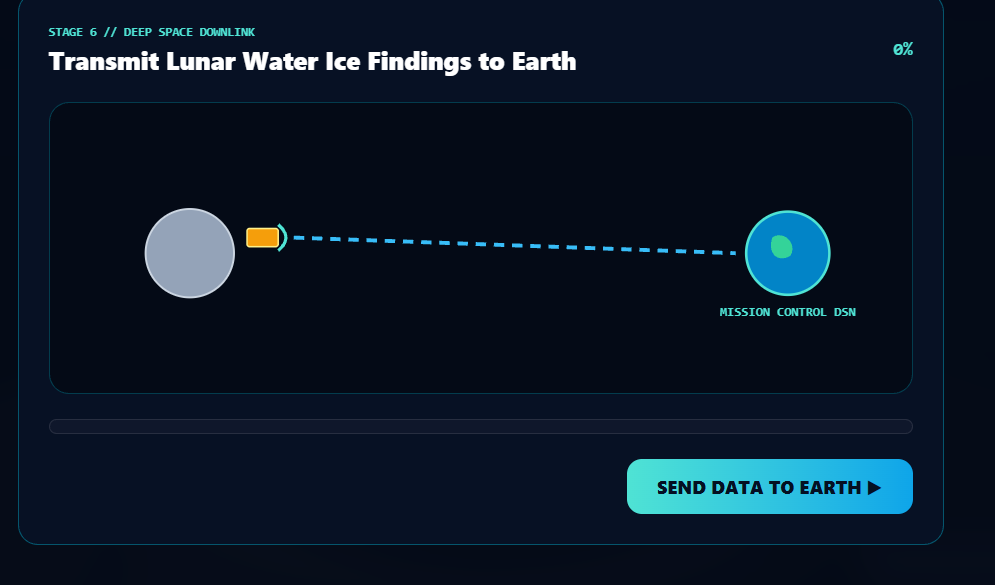 STAGE 6 // DEEP SPACE DOWNLINK
Transmit Lunar Water Ice Findings to Earth
0%
MISSION CONTROL DSN
SEND DATA TO EARTH ▶